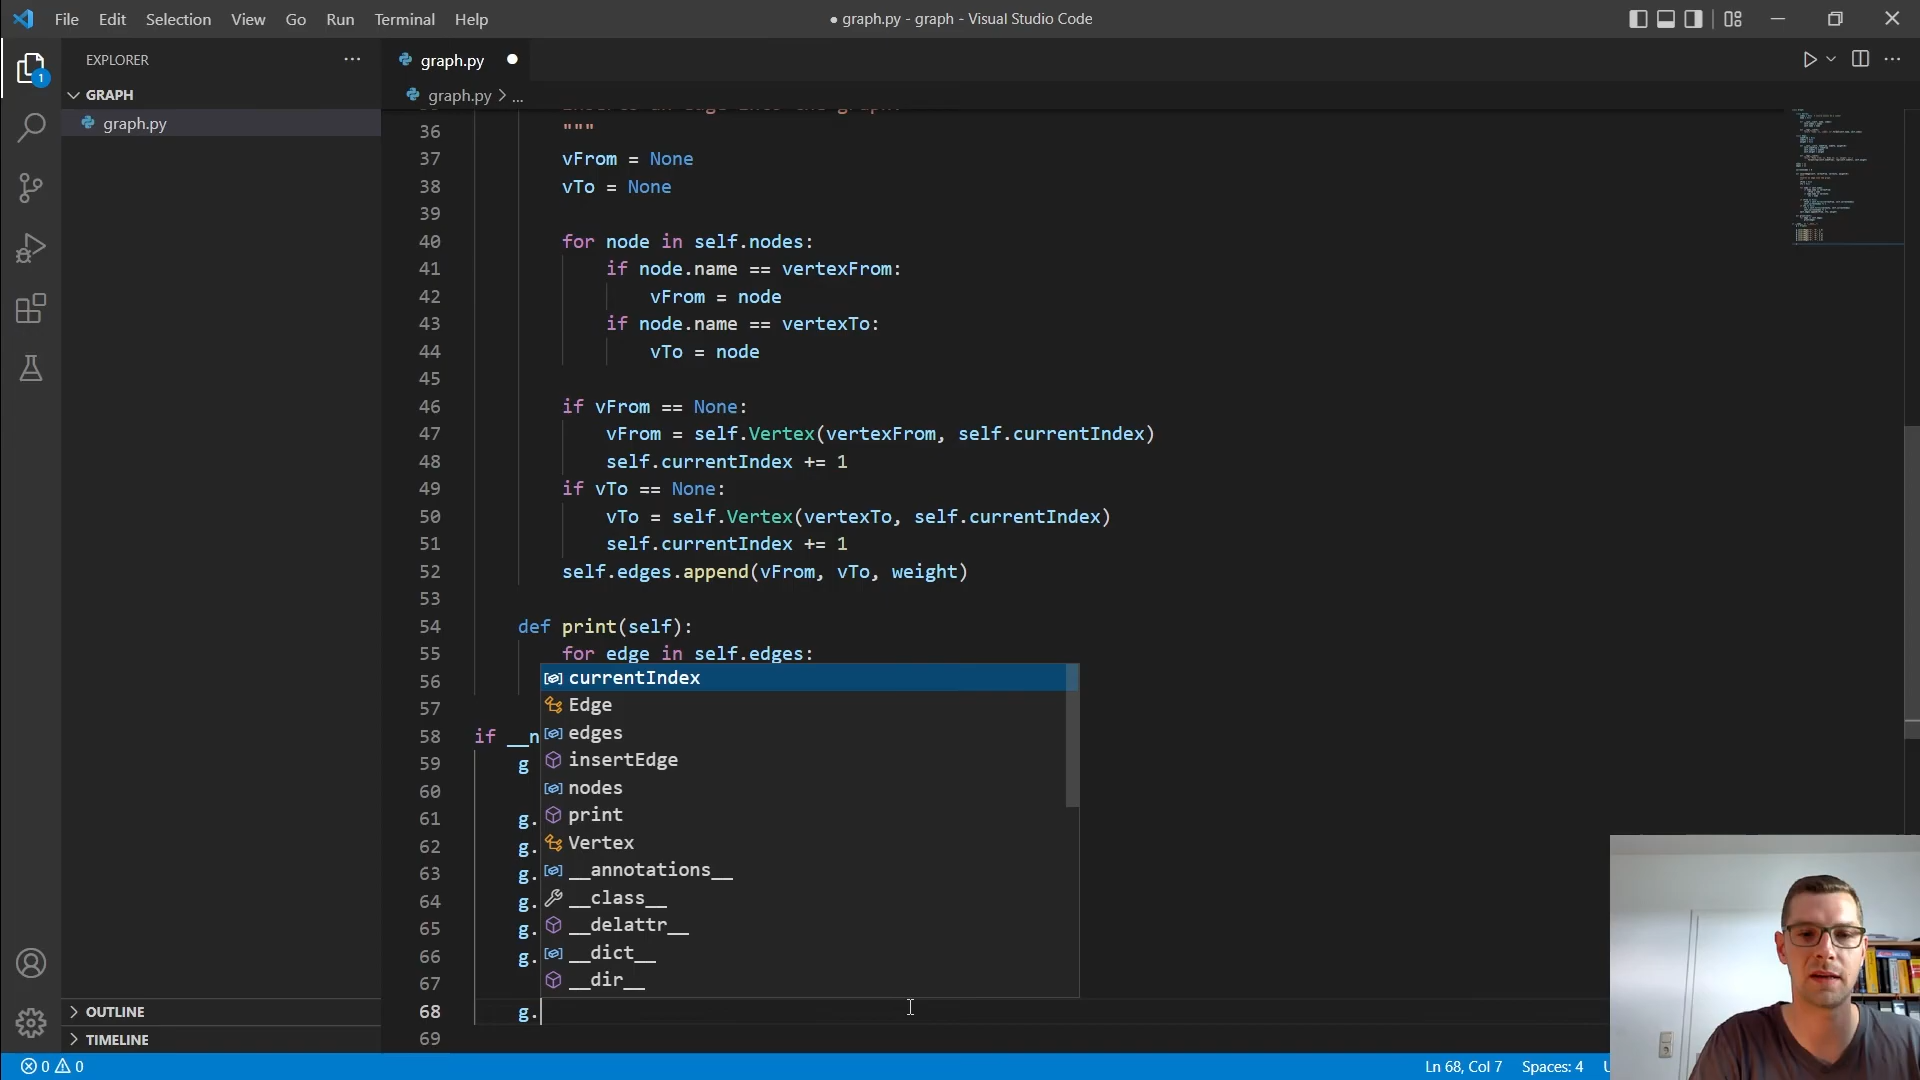 File Edit Selection View Go Run Terminal Help
● graph.py - graph - Visual Studio Code
EXPLORER
graph.py
1
GRAPH
graph.py > ...
graph.py
36 """
37 vFrom = None
38 vTo = None
39
40 for node in self.nodes:
41 if node.name == vertexFrom:
42 vFrom = node
43 if node.name == vertexTo:
44 vTo = node
45
46 if vFrom == None:
47 vFrom = self.Vertex(vertexFrom, self.currentIndex)
48 self.currentIndex += 1
49 if vTo == None:
50 vTo = self.Vertex(vertexTo, self.currentIndex)
51 self.currentIndex += 1
52 self.edges.append(vFrom, vTo, weight)
53
54 def print(self):
55 for edge in self.edges:
56
currentIndex
Edge
57
edges
58 if __n
insertEdge
59 g
nodes
60
print
61 g.
Vertex
62 g.
__annotations__
63 g.
__class__
64 g.
__delattr__
65 g.
__dict__
66 g.
__dir__
67
68 g.
69
OUTLINE
TIMELINE
0 0
Ln 68, Col 7 Spaces: 4